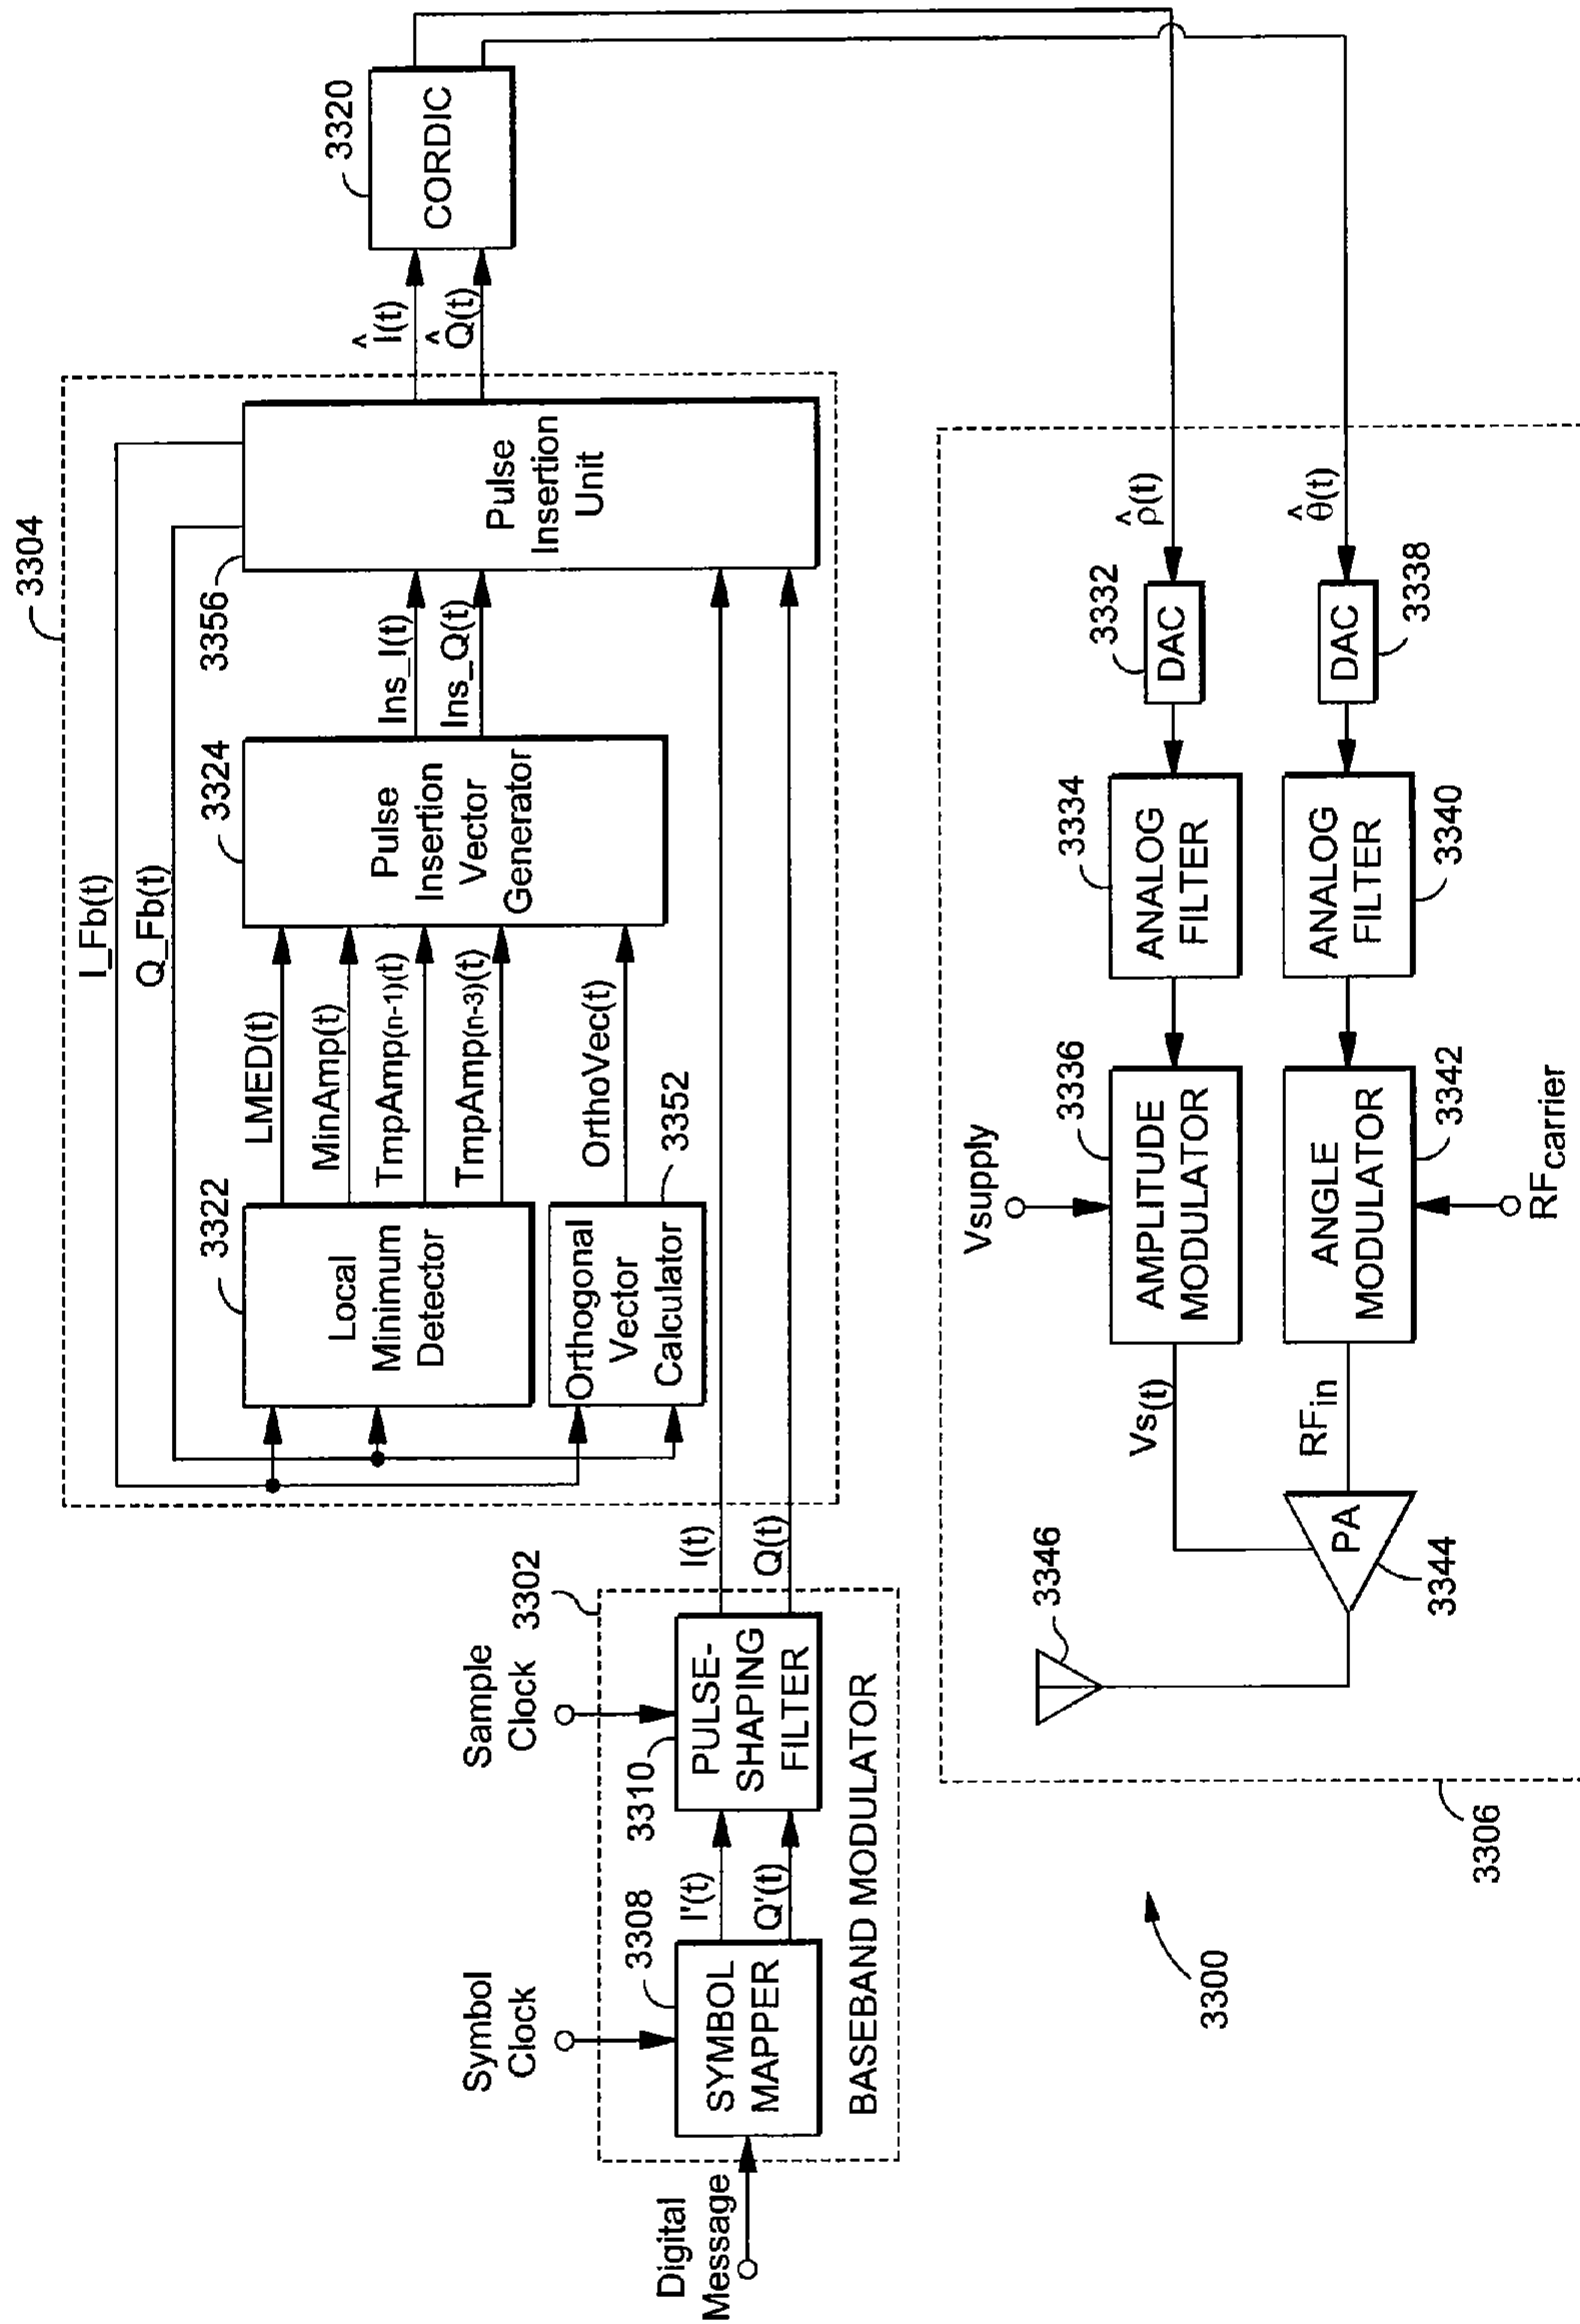 3304
I_Fb(t)
Q_Fb(t)
3322
Local
Minimum
Detector
LMED(t)
MinAmp(t)
TmpAmp(n-1)(t)
TmpAmp(n-3)(t)
Orthogonal
Vector
Calculator
3352
OrthoVec(t)
3324
Pulse
Insertion
Vector
Generator
Ins_I(t)
Ins_Q(t)
3356
Pulse
Insertion
Unit
^
I(t)
^
Q(t)
3320
CORDIC
Digital
Message
Symbol
Clock
3308
SYMBOL
MAPPER
I'(t)
Q'(t)
Sample
Clock
3302
3310
PULSE-
SHAPING
FILTER
I(t)
Q(t)
BASEBAND MODULATOR
3300
3306
3346
PA
3344
Vs(t)
RFin
Vsupply
3336
AMPLITUDE
MODULATOR
3334
ANALOG
FILTER
3332
DAC
^
ρ(t)
ANGLE
MODULATOR
3342
RFcarrier
ANALOG
FILTER
3340
DAC
3338
^
θ(t)